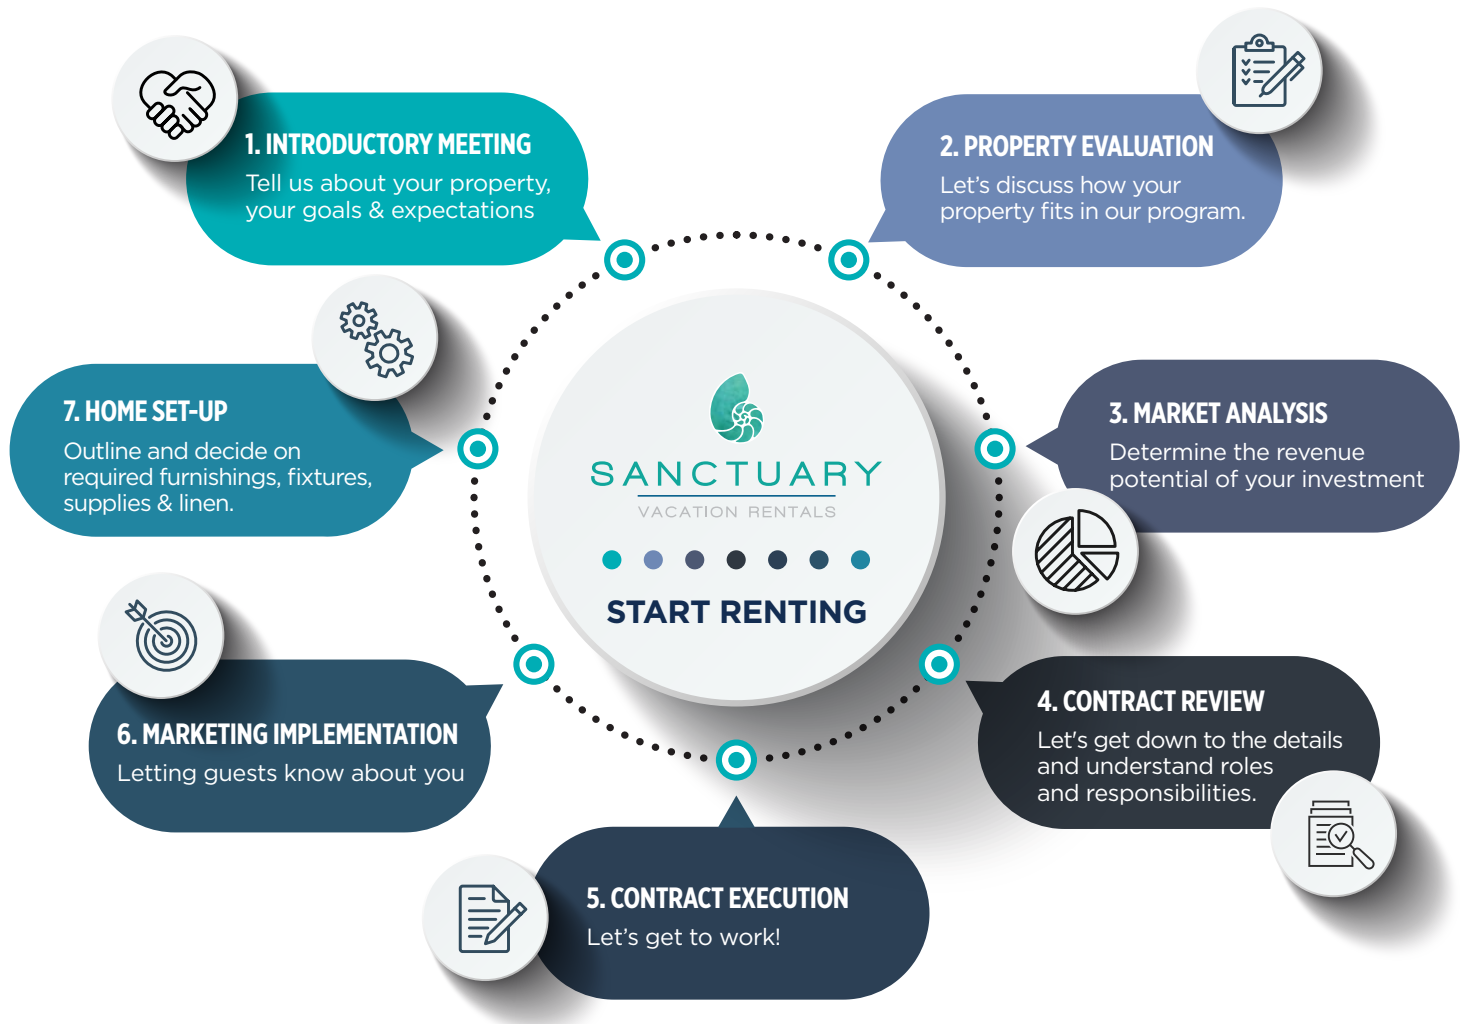 1. INTRODUCTORY MEETING
Tell us about your property,
your goals & expectations
2. PROPERTY EVALUATION
Let’s discuss how your
property fits in our program.
3. MARKET ANALYSIS
Determine the revenue
potential of your investment
4. CONTRACT REVIEW
Let's get down to the details
and understand roles
and responsibilities.
5. CONTRACT EXECUTION
Let’s get to work!
6. MARKETING IMPLEMENTATION
Letting guests know about you
7. HOME SET-UP
Outline and decide on
required furnishings, fixtures,
supplies & linen.
SANCTUARY
VACATION RENTALS
START RENTING